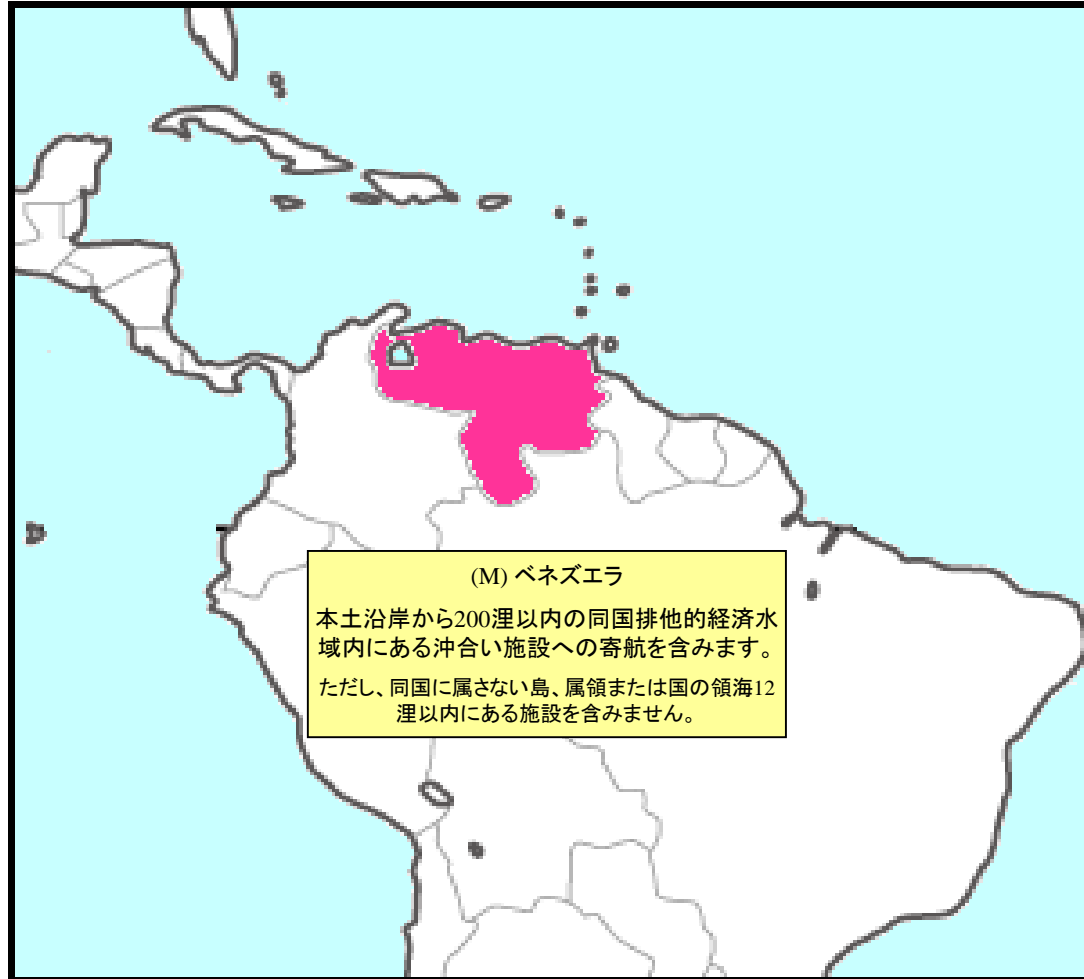 (M) ベネズエラ
本土沿岸から200浬以内の同国排他的経済水
域内にある沖合い施設への寄航を含みます。
ただし、同国に属さない島、属領または国の領海12
浬以内にある施設を含みません。